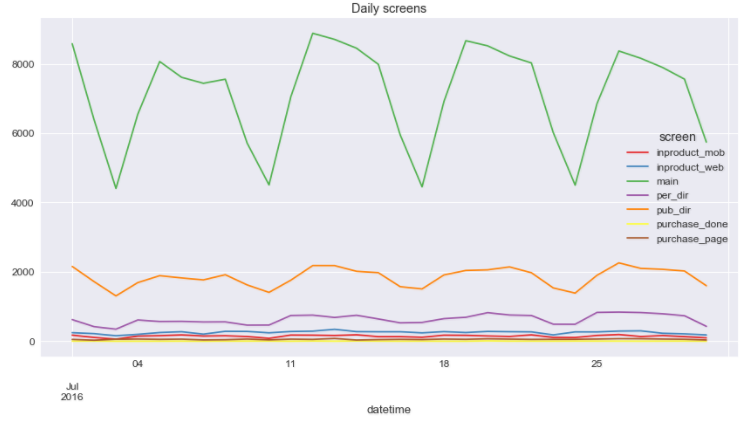 Daily screens
8000
6000
4000
2000
0
screen
inproduct_mob
inproduct_web
main
per_dir
pub_dir
purchase_done
purchase_page
04
11
18
25
Jul
2016
datetime